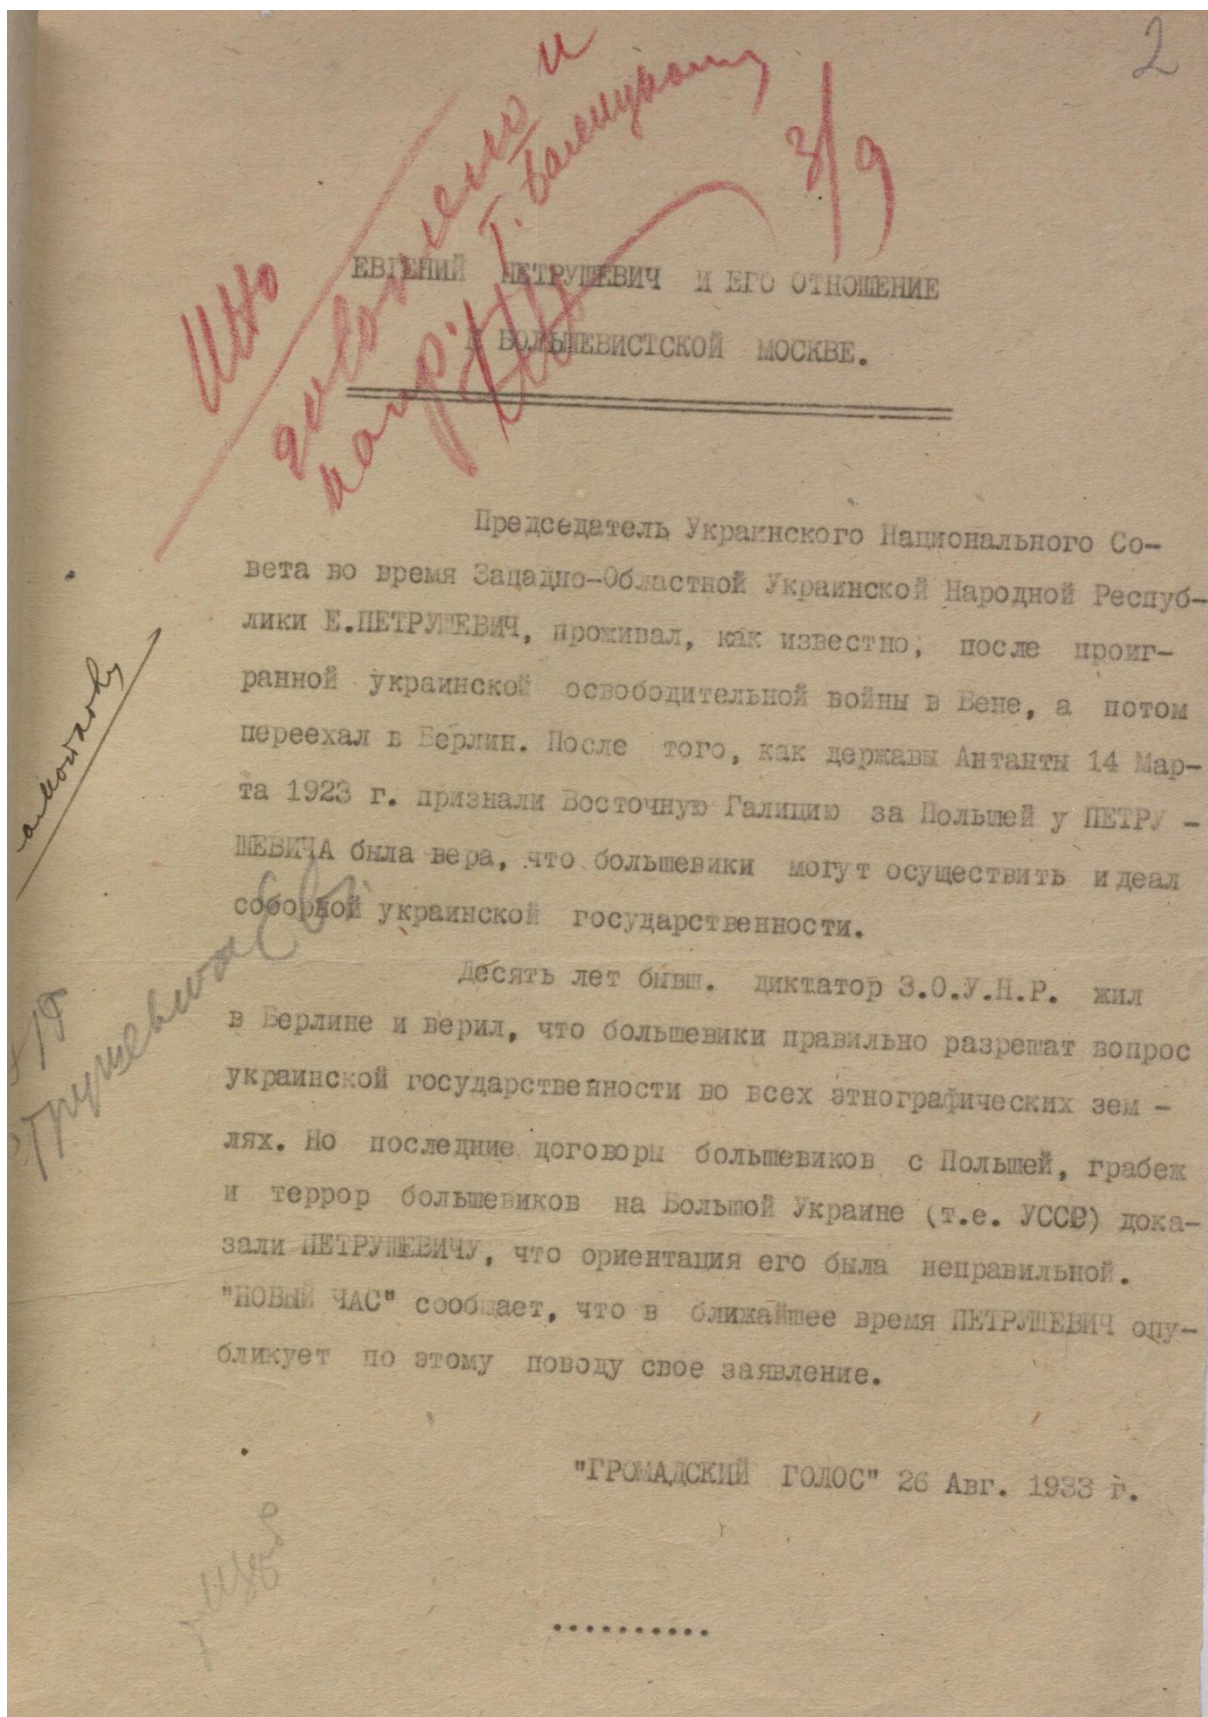 2
ИНО
3/9
ЕВГЕНИЙ ПЕТРУШЕВИЧ И ЕГО ОТНОШЕНИЕ
К БОЛЬШЕВИСТСКОЙ МОСКВЕ.
Председатель Украинского Национального Со-
вета во время Западно-Областной Украинской Народной Респуб-
лики Е.ПЕТРУШЕВИЧ, проживал, как известно, после проиг-
ранной украинской освободительной войны в Вене, а потом
переехал в Берлин. После того, как державы Антанты 14 Мар-
та 1923 г. признали Восточную Галицию за Польшей у ПЕТРУ -
ШЕВИЧА была вера, что большевики могут осуществить идеал
соборной украинской государственности.
Десять лет бывш. диктатор З.О.У.Н.Р. жил
в Берлине и верил, что большевики правильно разрешат вопрос
украинской государственности во всех этнографических зем -
лях. Но последние договоры большевиков с Польшей, грабеж
и террор большевиков на Большой Украине (т.е. УССР) дока-
зали ПЕТРУШЕВИЧУ, что ориентация его была неправильной.
"НОВЫЙ ЧАС" сообщает, что в ближайшее время ПЕТРУШЕВИЧ опу-
бликует по этому поводу свое заявление.
"ГРОМАДСКИЙ ГОЛОС" 26 Авг. 1933 г.
..........